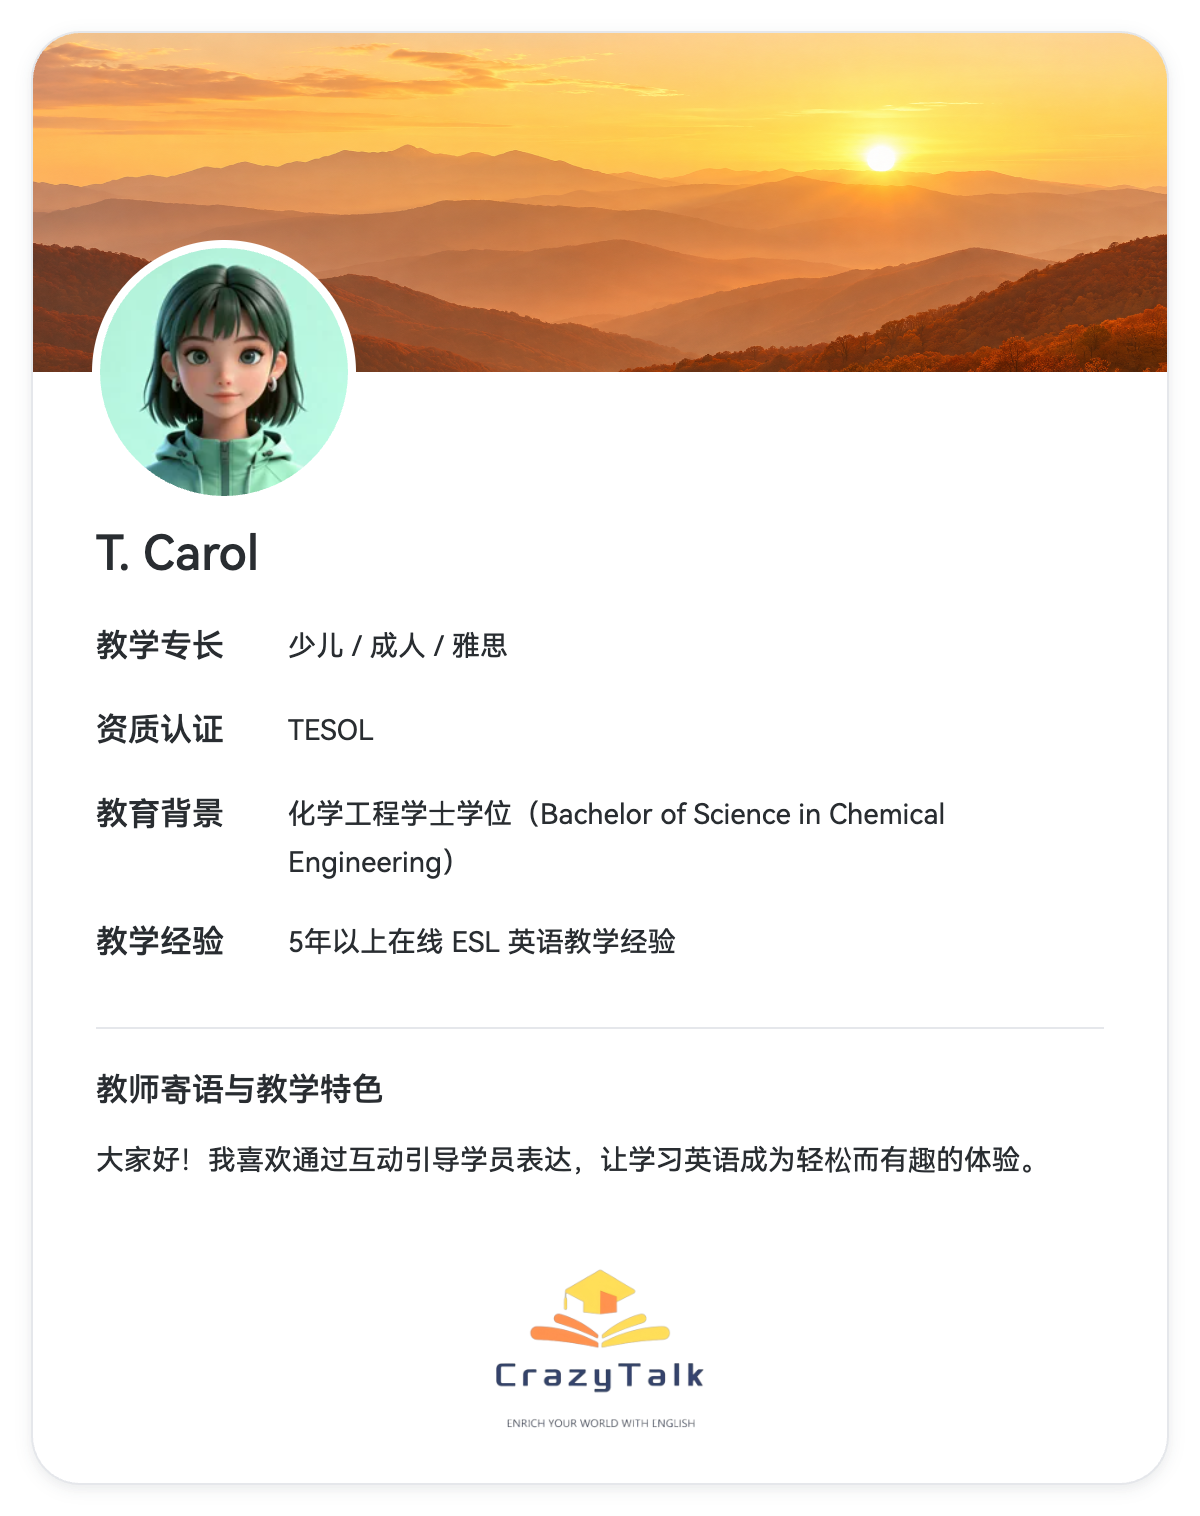 T. Carol
教学专长 少儿 / 成人 / 雅思
资质认证 TESOL
教育背景 化学工程学士学位（Bachelor of Science in Chemical
Engineering）
教学经验 5年以上在线 ESL 英语教学经验
教师寄语与教学特色
大家好！我喜欢通过互动引导学员表达，让学习英语成为轻松而有趣的体验。
CrazyTalk
ENRICH YOUR WORLD WITH ENGLISH